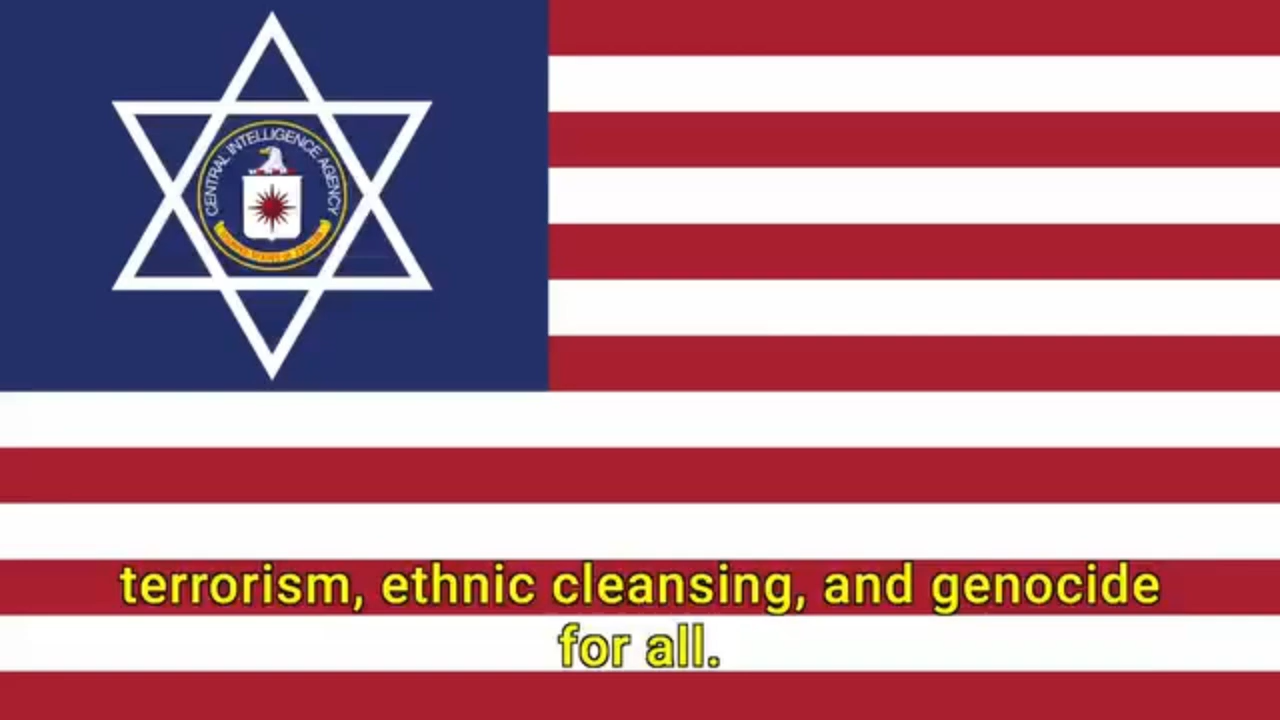 CENTRAL INTELLIGENCE AGENCY
terrorism, ethnic cleansing, and genocide
for all.